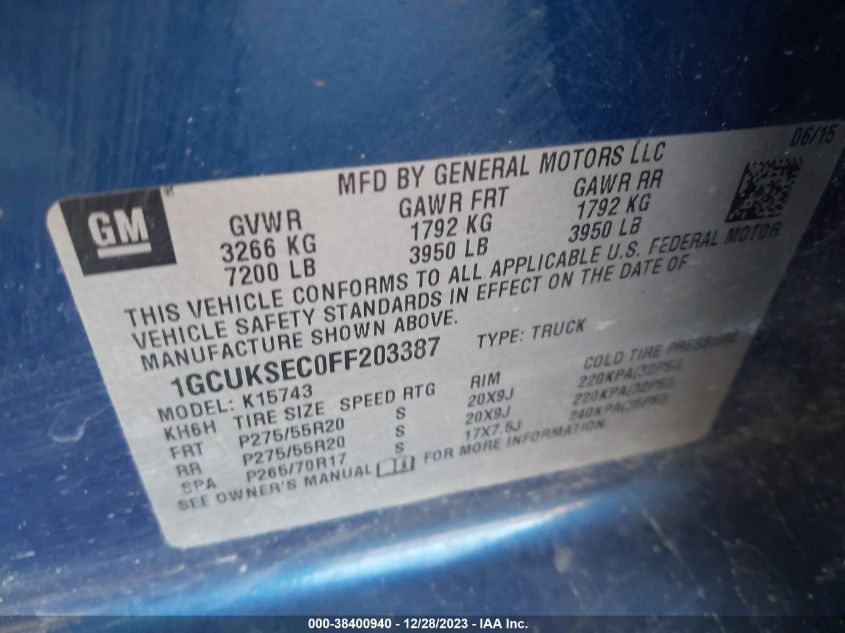 06/15
MFD BY GENERAL MOTORS LLC
GM®
GVWR GAWR FRT GAWR RR
3266 KG 1792 KG 1792 KG
7200 LB 3950 LB 3950 LB
THIS VEHICLE CONFORMS TO ALL APPLICABLE U.S. FEDERAL MOTOR
VEHICLE SAFETY STANDARDS IN EFFECT ON THE DATE OF
MANUFACTURE SHOWN ABOVE.
1GCUKSEC0FF203387 TYPE: TRUCK
MODEL: K15743
KH6H TIRE SIZE SPEED RTG RIM COLD TIRE PRESSURE
FRT P275/55R20 S 20X9J 220KPA(32PSI)
RR P275/55R20 S 20X9J 220KPA(32PSI)
SPA P265/70R17 S 17X7.5J 240KPA(35PSI)
SEE OWNER'S MANUAL FOR MORE INFORMATION.
000-38400940 - 12/28/2023 - IAA Inc.